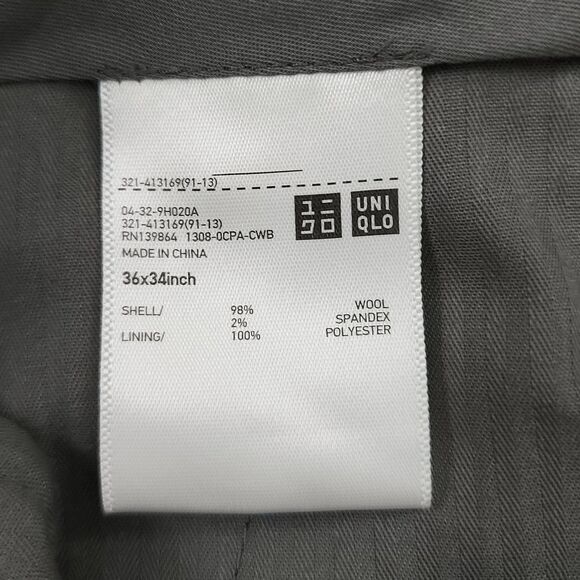 321-413169(91-13)
04-32-9H020A
321-413169(91-13)
RN139864 1308-0CPA-CWB
MADE IN CHINA
ユニ
クロ
UNI
QLO
36x34inch
SHELL/ 98% WOOL
2% SPANDEX
LINING/ 100% POLYESTER